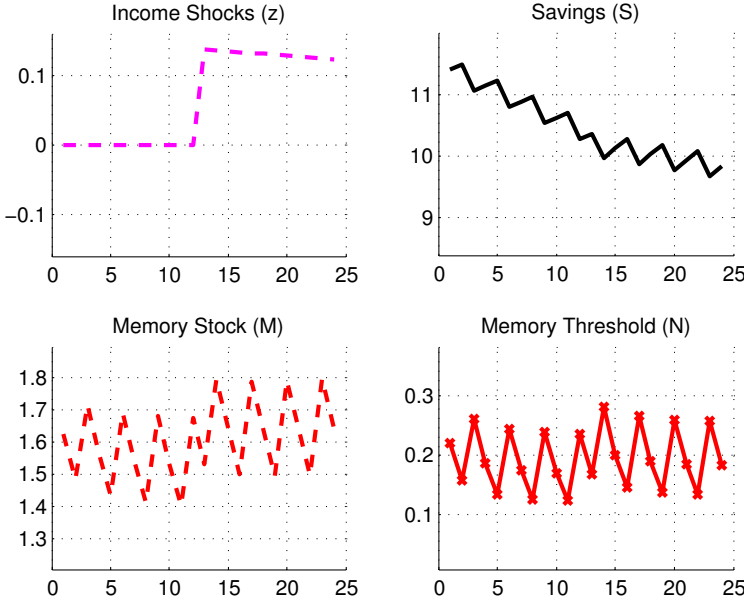 Income Shocks (z)
0.1
0
−0.1
0 5 10 15 20 25
Savings (S)
11
10
9
0 5 10 15 20 25
Memory Stock (M)
1.8
1.7
1.6
1.5
1.4
1.3
0 5 10 15 20 25
Memory Threshold (N)
0.3
0.2
0.1
0 5 10 15 20 25